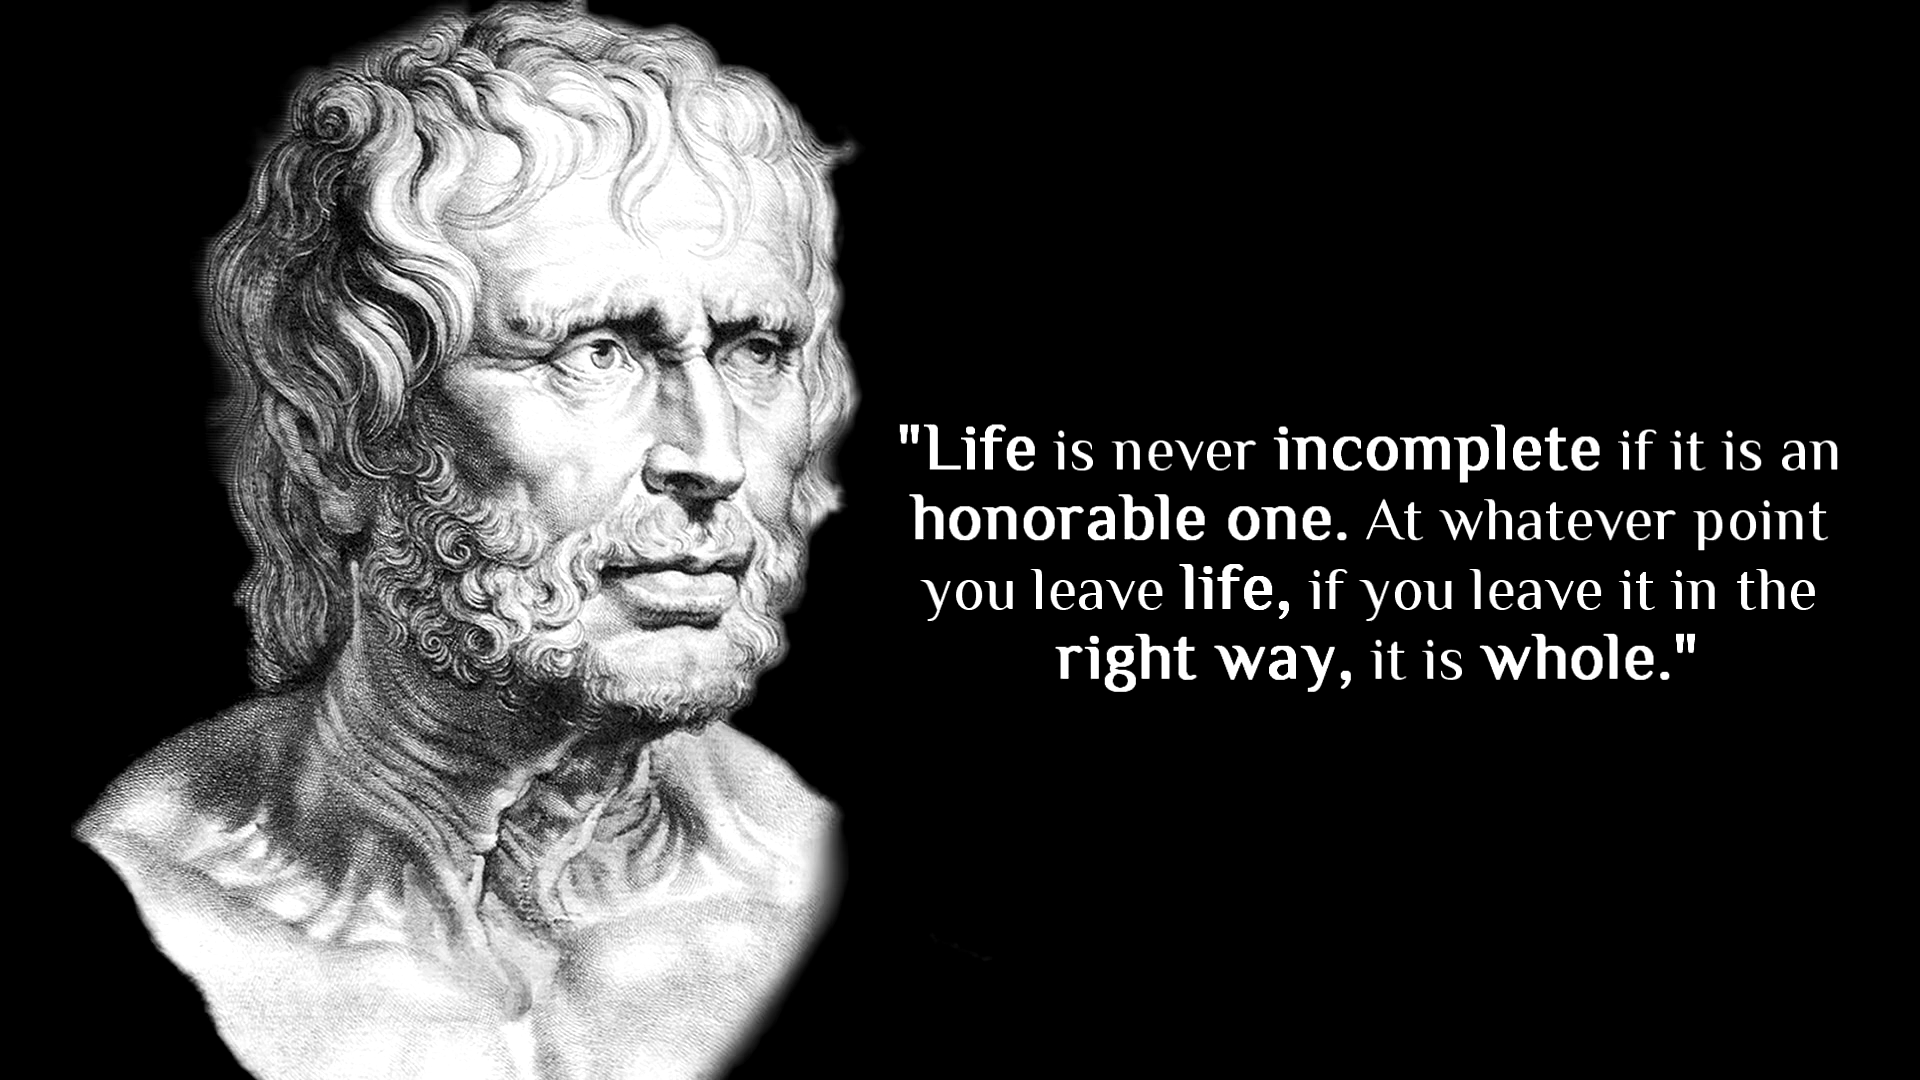 "Life is never incomplete if it is an
honorable one. At whatever point
you leave life, if you leave it in the
right way, it is whole."